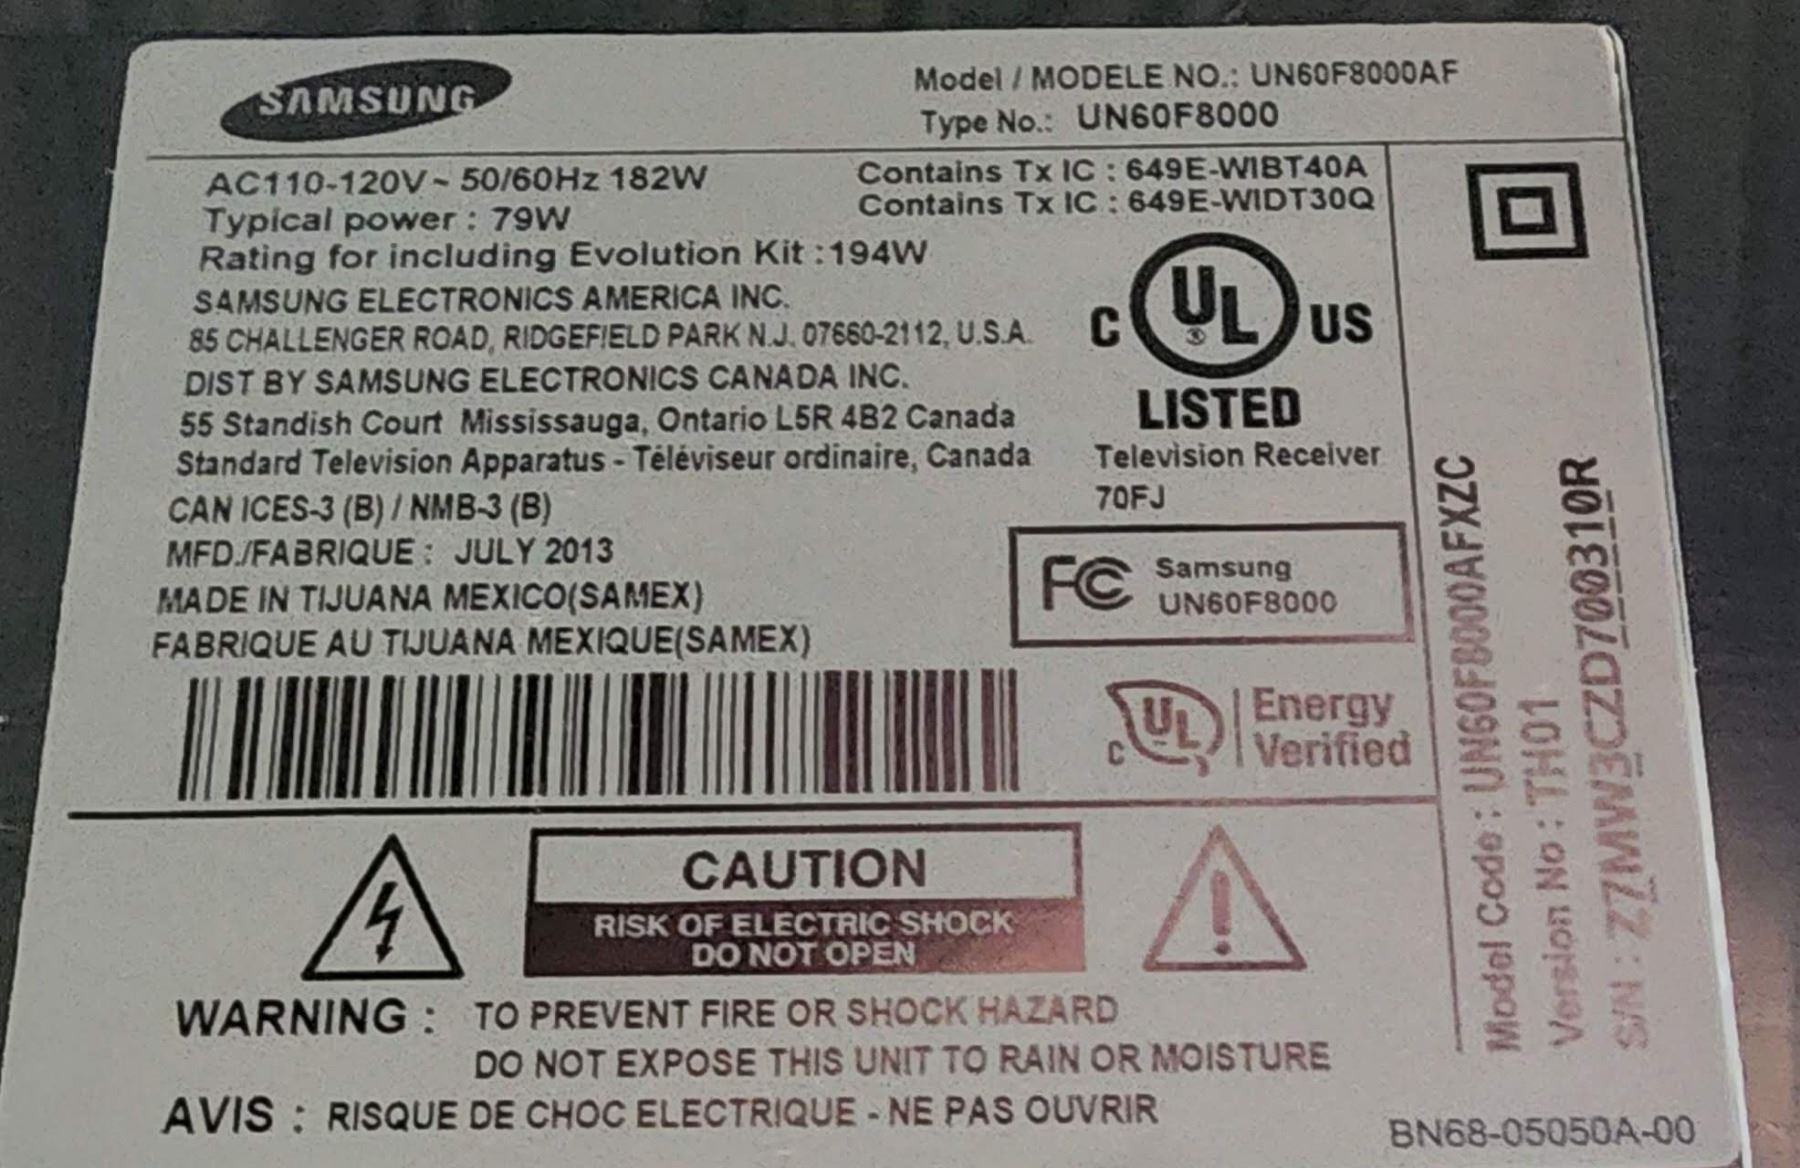 SAMSUNG
Model / MODELE NO.: UN60F8000AF
Type No.: UN60F8000
AC110-120V~ 50/60Hz 182W
Typical power : 79W
Rating for including Evolution Kit :194W
SAMSUNG ELECTRONICS AMERICA INC.
85 CHALLENGER ROAD, RIDGEFIELD PARK N.J. 07660-2112, U.S.A.
DIST BY SAMSUNG ELECTRONICS CANADA INC.
55 Standish Court Mississauga, Ontario L5R 4B2 Canada
Standard Television Apparatus - Téléviseur ordinaire, Canada
CAN ICES-3 (B) / NMB-3 (B)
MFD./FABRIQUE : JULY 2013
MADE IN TIJUANA MEXICO(SAMEX)
FABRIQUE AU TIJUANA MEXIQUE(SAMEX)
Contains Tx IC : 649E-WIBT40A
Contains Tx IC : 649E-WIDT30Q
C UL ® US
LISTED
Television Receiver
70FJ
FC Samsung
UN60F8000
C UL Energy
Verified
Model Code : UN60F8000AFXZC
Version No : TH01
S/N : Z7MW3CZD700310R
CAUTION
RISK OF ELECTRIC SHOCK
DO NOT OPEN
WARNING : TO PREVENT FIRE OR SHOCK HAZARD
DO NOT EXPOSE THIS UNIT TO RAIN OR MOISTURE
AVIS : RISQUE DE CHOC ELECTRIQUE - NE PAS OUVRIR
BN68-05050A-00